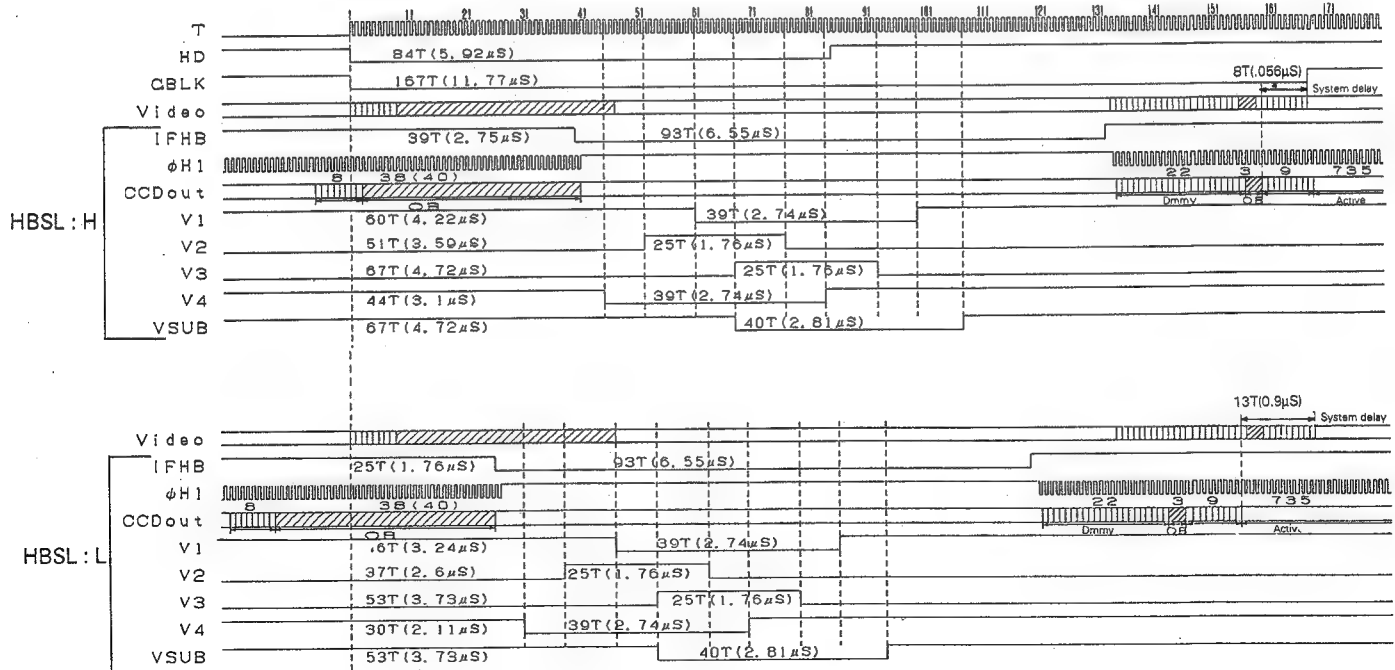 1 11 21 31 41 51 61 71 81 91 101 111 121 131 141 151 161 171
T
HD 84T(5.92μS)
CBLK 167T(11.77μS) 8T(.056μS) System delay
Video
IFHB 39T(2.75μS) 93T(6.55μS)
φH1
8 38(40) 22 3 9 735
CCDout OB Dmmy OB Active
HBSL:H
V1 60T(4.22μS) 39T(2.74μS)
V2 51T(3.59μS) 25T(1.76μS)
V3 67T(4.72μS) 25T(1.76μS)
V4 44T(3.1μS) 39T(2.74μS)
VSUB 67T(4.72μS) 40T(2.81μS)
13T(0.9μS) System delay
Video
IFHB 25T(1.76μS) 93T(6.55μS)
φH1
8 38(40) 22 3 9 735
CCDout OB Dmmy OB Activ.
HBSL:L
V1 6T(3.24μS) 39T(2.74μS)
V2 37T(2.6μS) 25T(1.76μS)
V3 53T(3.73μS) 25T(1.76μS)
V4 30T(2.11μS) 39T(2.74μS)
VSUB 53T(3.73μS) 40T(2.81μS)